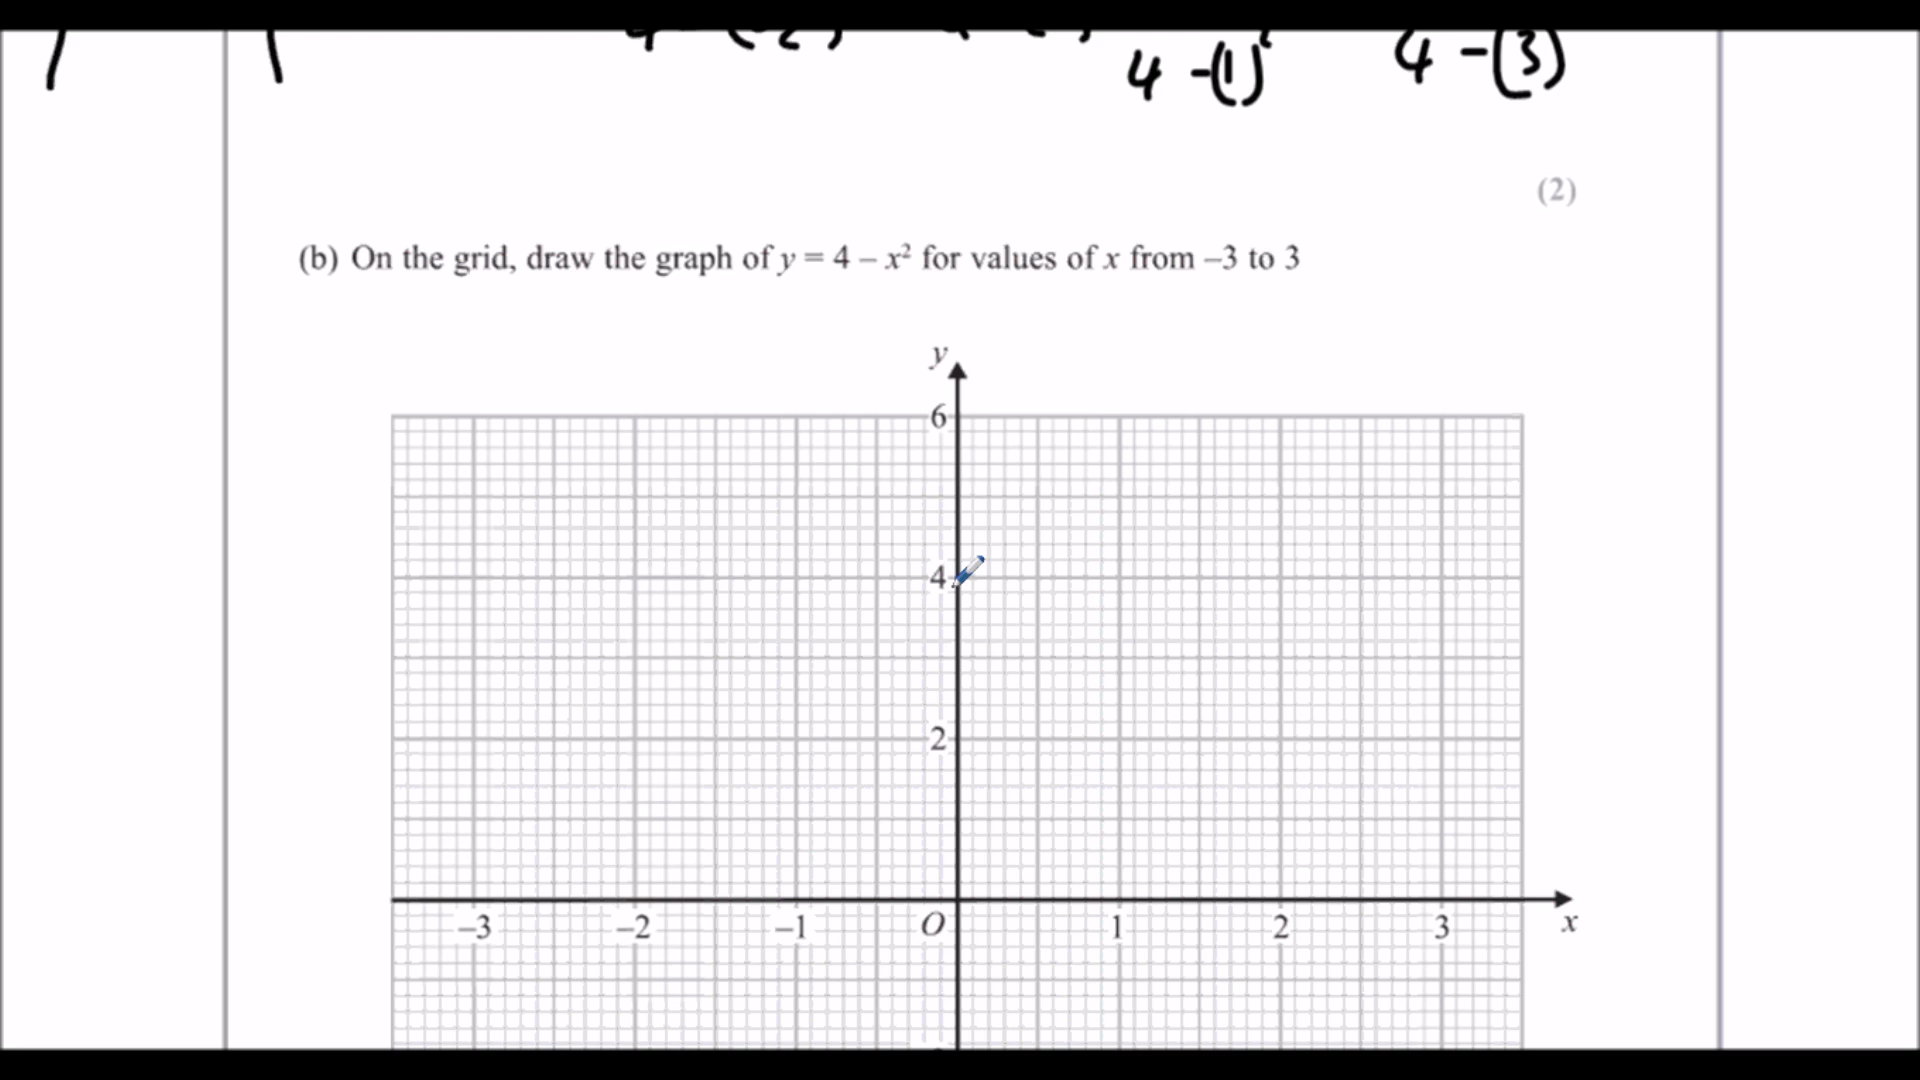 4 -(1)² 4 -(3)
(2)
(b) On the grid, draw the graph of y = 4 – x² for values of x from –3 to 3
y
6
4
2
–3 –2 –1 O 1 2 3 x